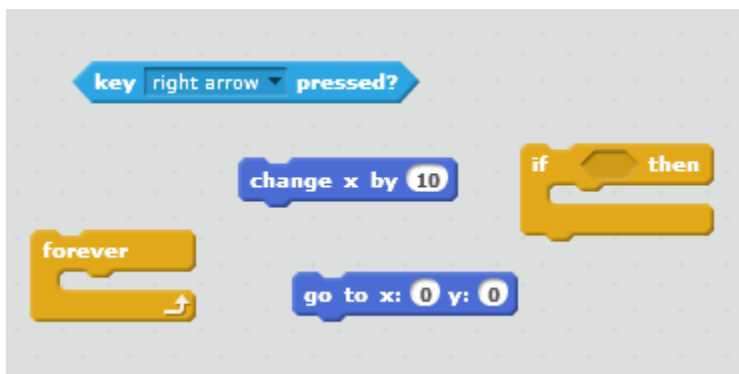 key right arrow pressed?
change x by 10
if then
forever
go to x: 0 y: 0